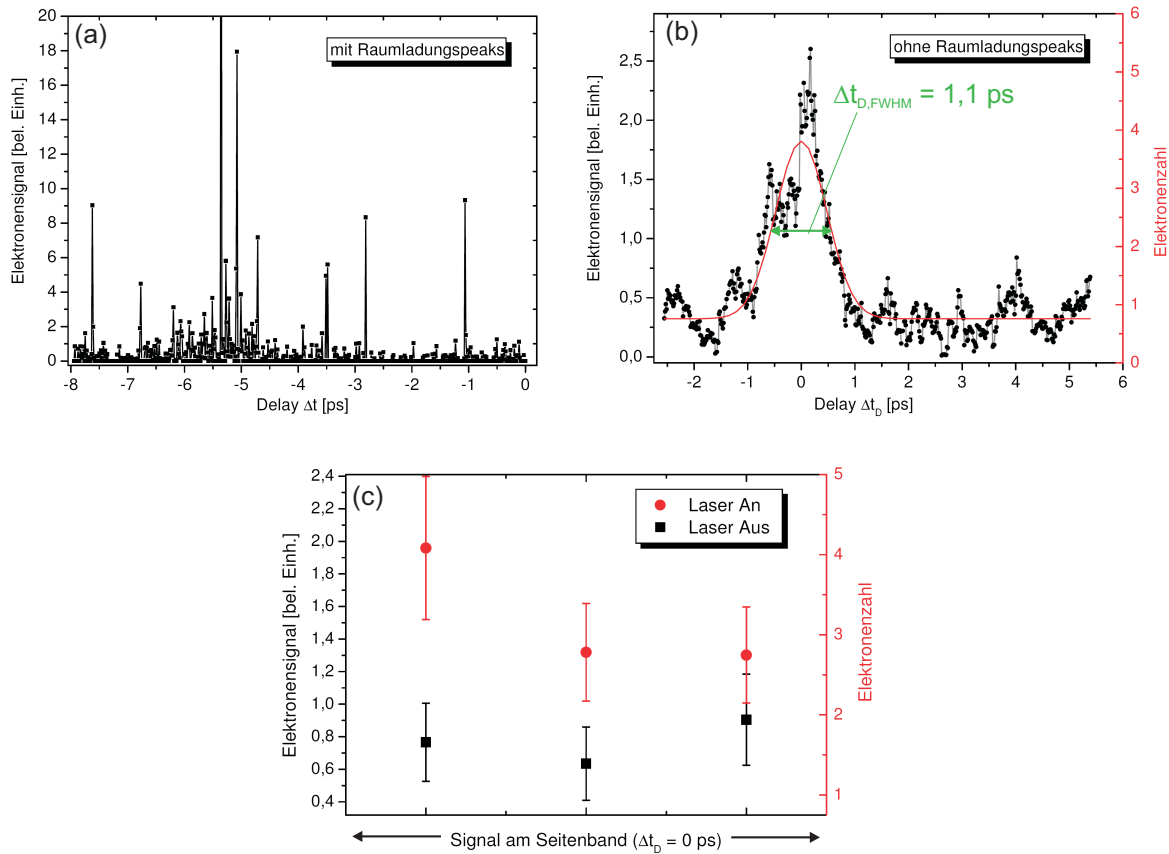 (a)
mit Raumladungspeaks
Elektronensignal [bel. Einh.]
20
18
16
14
12
10
8
6
4
2
0
-8 -7 -6 -5 -4 -3 -2 -1 0
Delay Δt [ps]
(b)
ohne Raumladungspeaks
Δt_D,FWHM = 1,1 ps
Elektronensignal [bel. Einh.]
2,5
2,0
1,5
1,0
0,5
0,0
-2 -1 0 1 2 3 4 5 6
Delay Δt_D [ps]
6
5
4
3
2
1
0
Elektronenzahl
(c)
Laser An
Laser Aus
Elektronensignal [bel. Einh.]
2,4
2,2
2,0
1,8
1,6
1,4
1,2
1,0
0,8
0,6
0,4
5
4
3
2
1
Elektronenzahl
Signal am Seitenband (Δt_D = 0 ps)